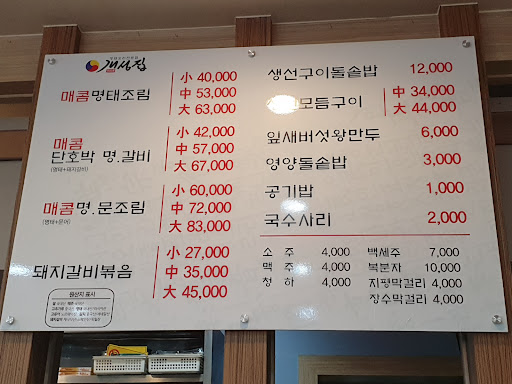 갯선집
매콤명태조림
小 40,000
中 53,000
大 63,000
매콤
단호박 명.갈비
(명태+돼지갈비)
小 42,000
中 57,000
大 67,000
매콤명.문조림
(명태+문어)
小 60,000
中 72,000
大 83,000
돼지갈비볶음
小 27,000
中 35,000
大 45,000
원산지 표시
생선구이돌솥밥 12,000
모듬구이
中 34,000
大 44,000
잎새버섯왕만두 6,000
영양돌솥밥 3,000
공기밥 1,000
국수사리 2,000
소 주 4,000
맥 주 4,000
청 하 4,000
백세주 7,000
복분자 10,000
지평막걸리 4,000
장수막걸리 4,000